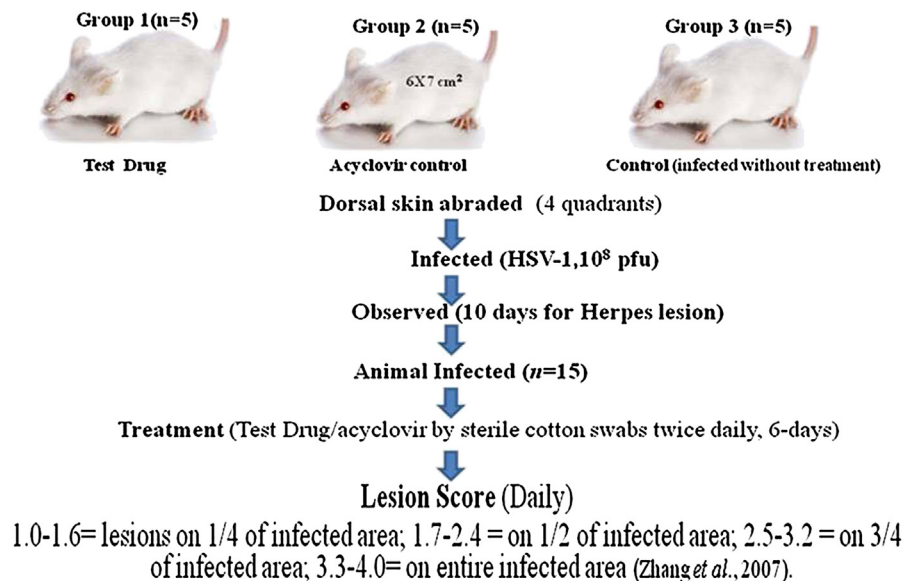 Group 1(n=5)
Group 2 (n=5)
Group 3 (n=5)
6X7 cm²
Test Drug
Acyclovir control
Control (infected without treatment)
Dorsal skin abraded (4 quadrants)
Infected (HSV-1,10⁸ pfu)
Observed (10 days for Herpes lesion)
Animal Infected (n=15)
Treatment (Test Drug/acyclovir by sterile cotton swabs twice daily, 6-days)
Lesion Score (Daily)
1.0-1.6= lesions on 1/4 of infected area; 1.7-2.4 = on 1/2 of infected area; 2.5-3.2 = on 3/4
of infected area; 3.3-4.0= on entire infected area (Zhang et al., 2007).